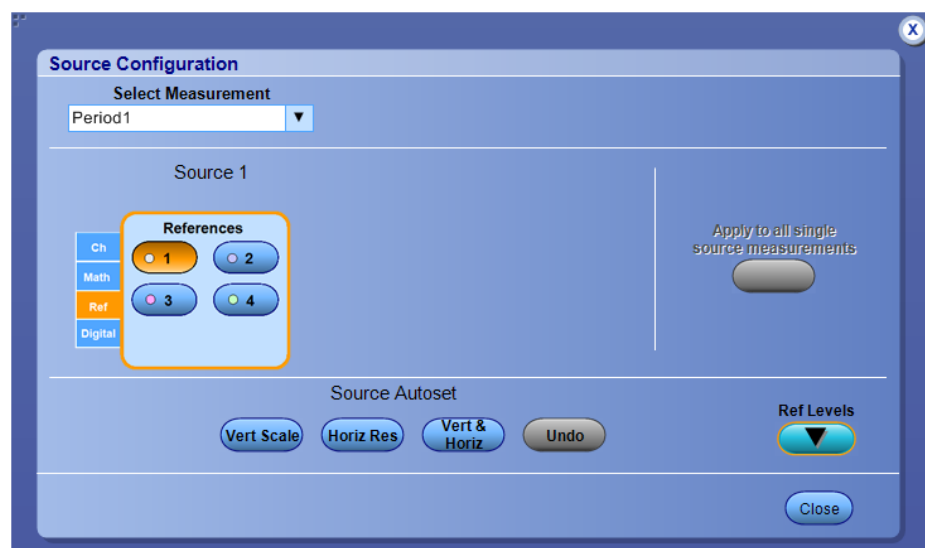 X
Source Configuration
Select Measurement
Period1
Source 1
References
Ch
Math
Ref
Digital
1
2
3
4
Apply to all single
source measurements
Source Autoset
Vert Scale
Horiz Res
Vert &
Horiz
Undo
Ref Levels
Close